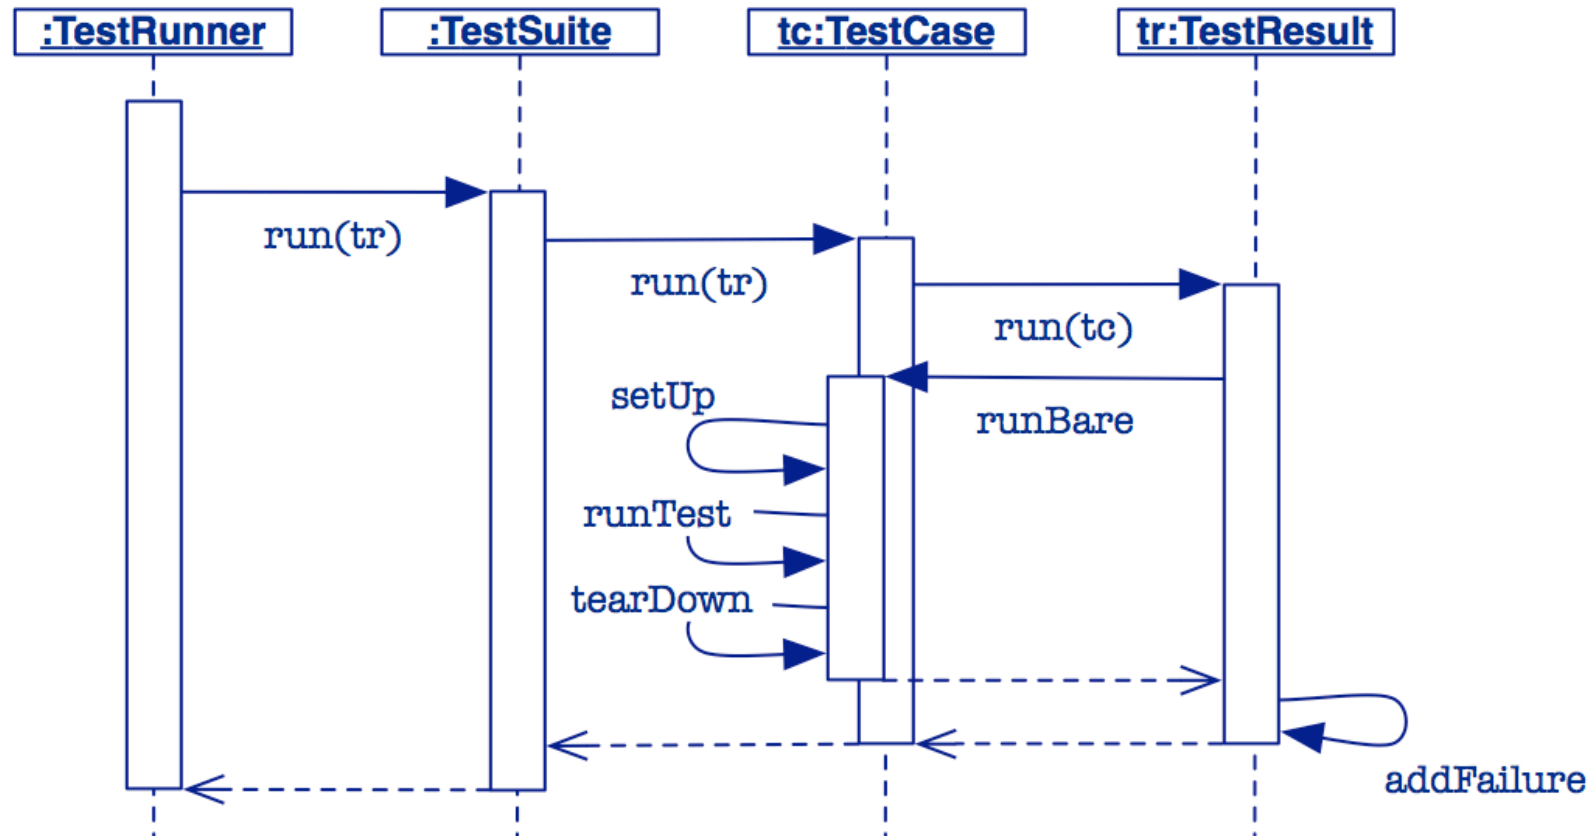 :TestRunner
:TestSuite
tc:TestCase
tr:TestResult
run(tr)
run(tr)
run(tc)
setUp
runBare
runTest
tearDown
addFailure